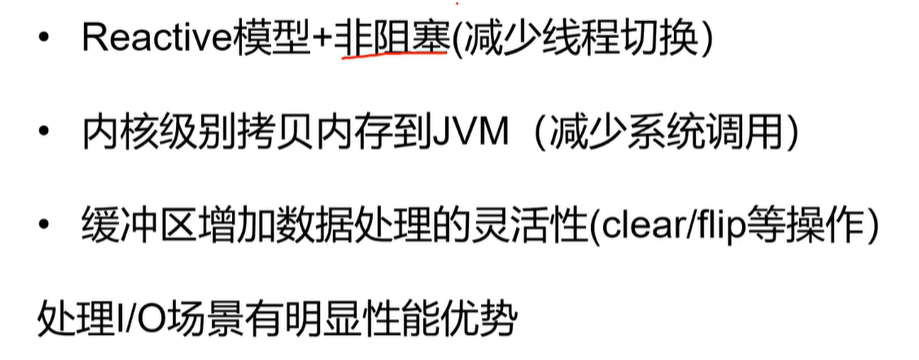 • Reactive模型+非阻塞(减少线程切换)
• 内核级别拷贝内存到JVM（减少系统调用）
• 缓冲区增加数据处理的灵活性(clear/flip等操作)
处理I/O场景有明显性能优势